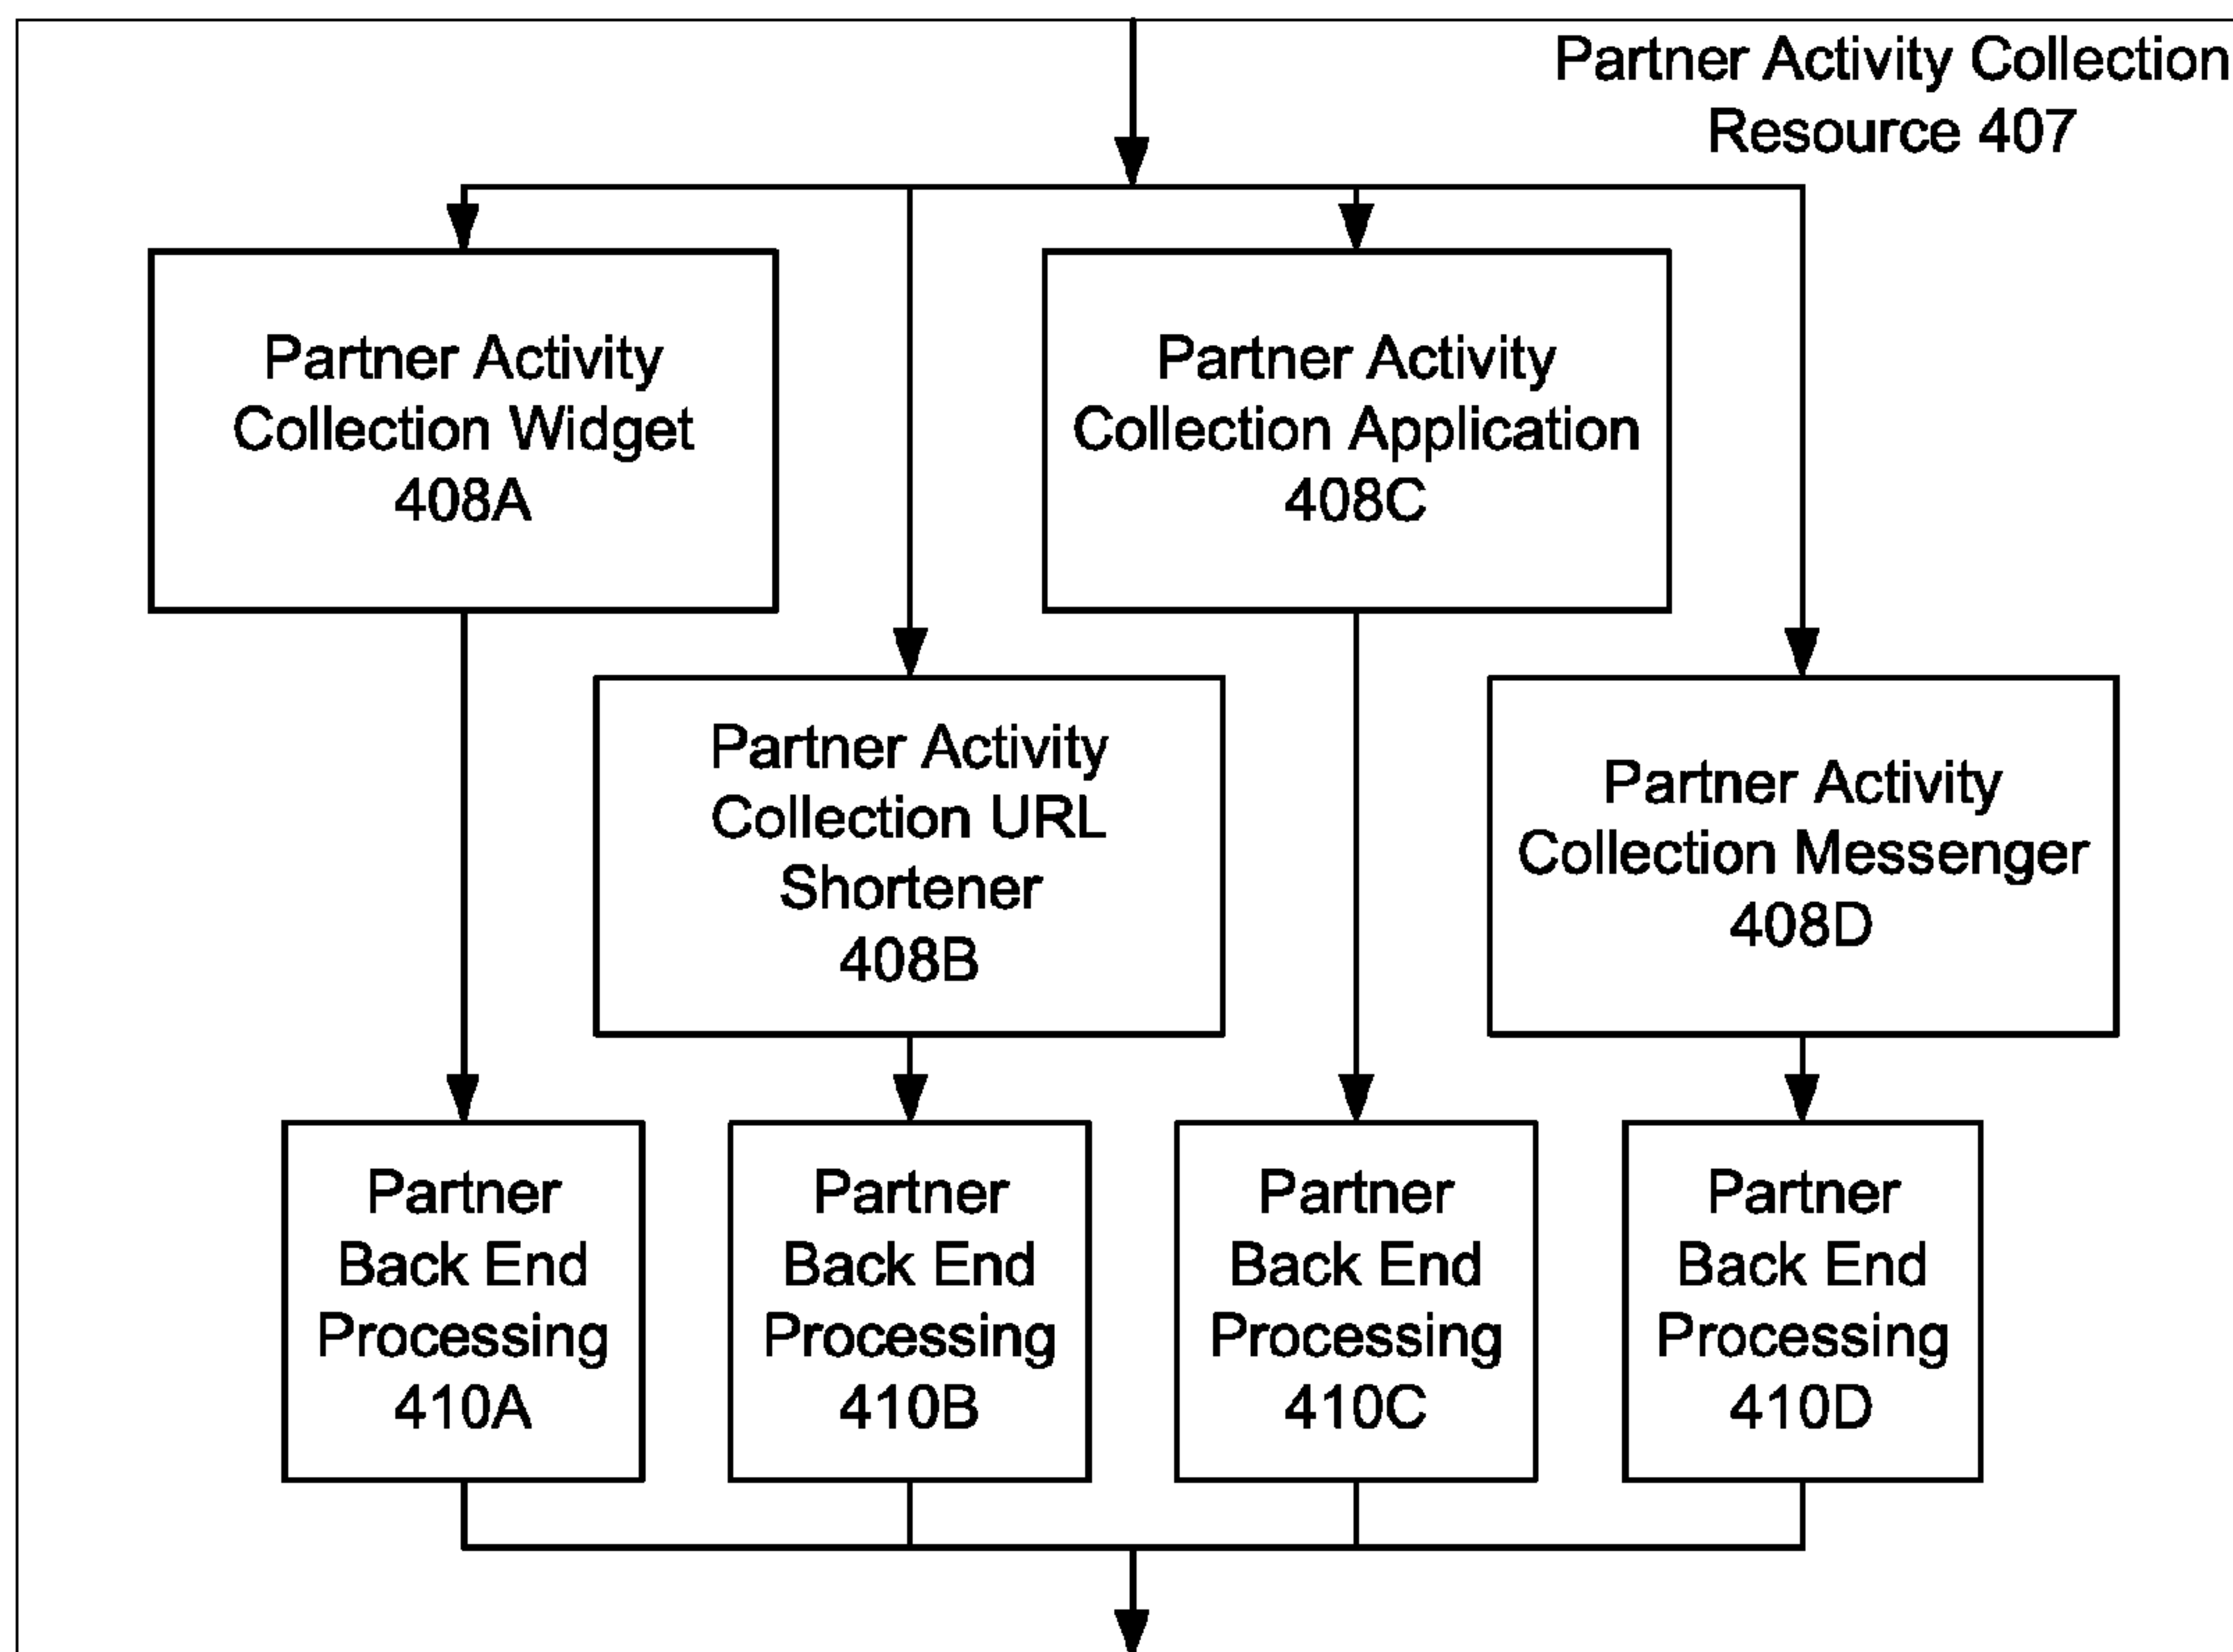 Partner Activity Collection
Resource 407
Partner Activity
Collection Widget
408A
Partner Activity
Collection Application
408C
Partner Activity
Collection URL
Shortener
408B
Partner Activity
Collection Messenger
408D
Partner
Back End
Processing
410A
Partner
Back End
Processing
410B
Partner
Back End
Processing
410C
Partner
Back End
Processing
410D